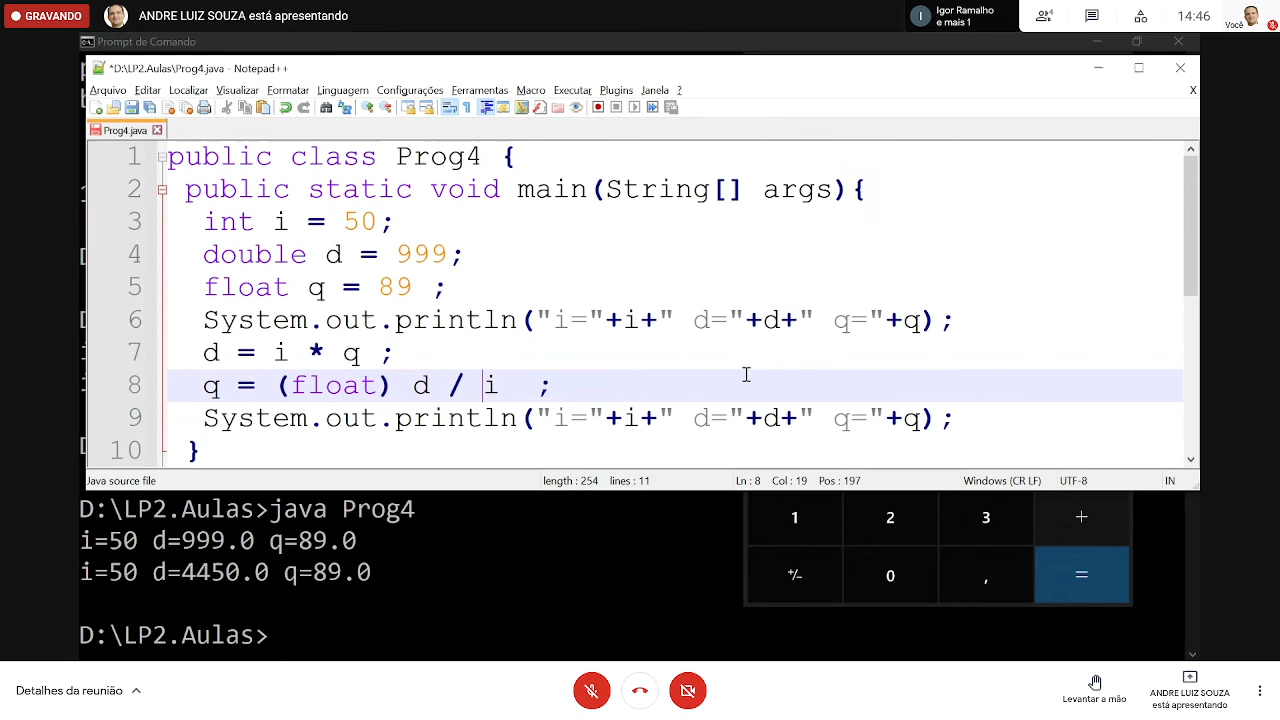 GRAVANDO
ANDRE LUIZ SOUZA está apresentando
Igor Ramalho
e mais 1
14:46
Você
Prompt de Comando
*D:\LP2.Aulas\Prog4.java - Notepad++
Arquivo Editar Localizar Visualizar Formatar Linguagem Configurações Ferramentas Macro Executar Plugins Janela ?
X
Prog4.java
1 public class Prog4 {
2 public static void main(String[] args){
3 int i = 50;
4 double d = 999;
5 float q = 89 ;
6 System.out.println("i="+i+" d="+d+" q="+q);
7 d = i * q ;
8 q = (float) d / i ;
9 System.out.println("i="+i+" d="+d+" q="+q);
10 }
Java source file length : 254 lines : 11 Ln : 8 Col : 19 Pos : 197 Windows (CR LF) UTF-8 IN
D:\LP2.Aulas>java Prog4
i=50 d=999.0 q=89.0
i=50 d=4450.0 q=89.0
D:\LP2.Aulas>
1 2 3 +
+/- 0 , =
Detalhes da reunião
Levantar a mão
ANDRE LUIZ SOUZA
está apresentando